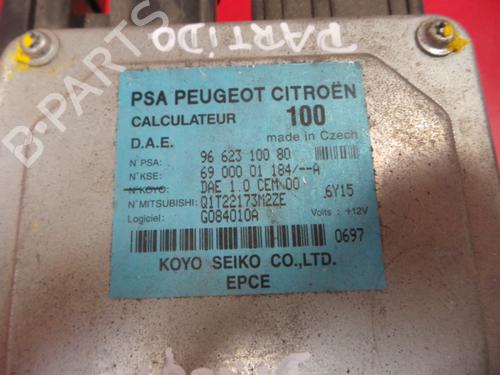 PARTIDO
B-PARTS
PSA PEUGEOT CITROËN
CALCULATEUR 100
D.A.E. made in Czech
N°PSA: 96 623 100 80
N°KSE: 69 000 01 184/--A
N°KOYO: DAE 1.0 CEM 00 6Y15
N°MITSUBISHI: Q1T22173M2ZE
Logiciel: G084010A Volts : +12V
0697
KOYO SEIKO CO.,LTD.
EPCE